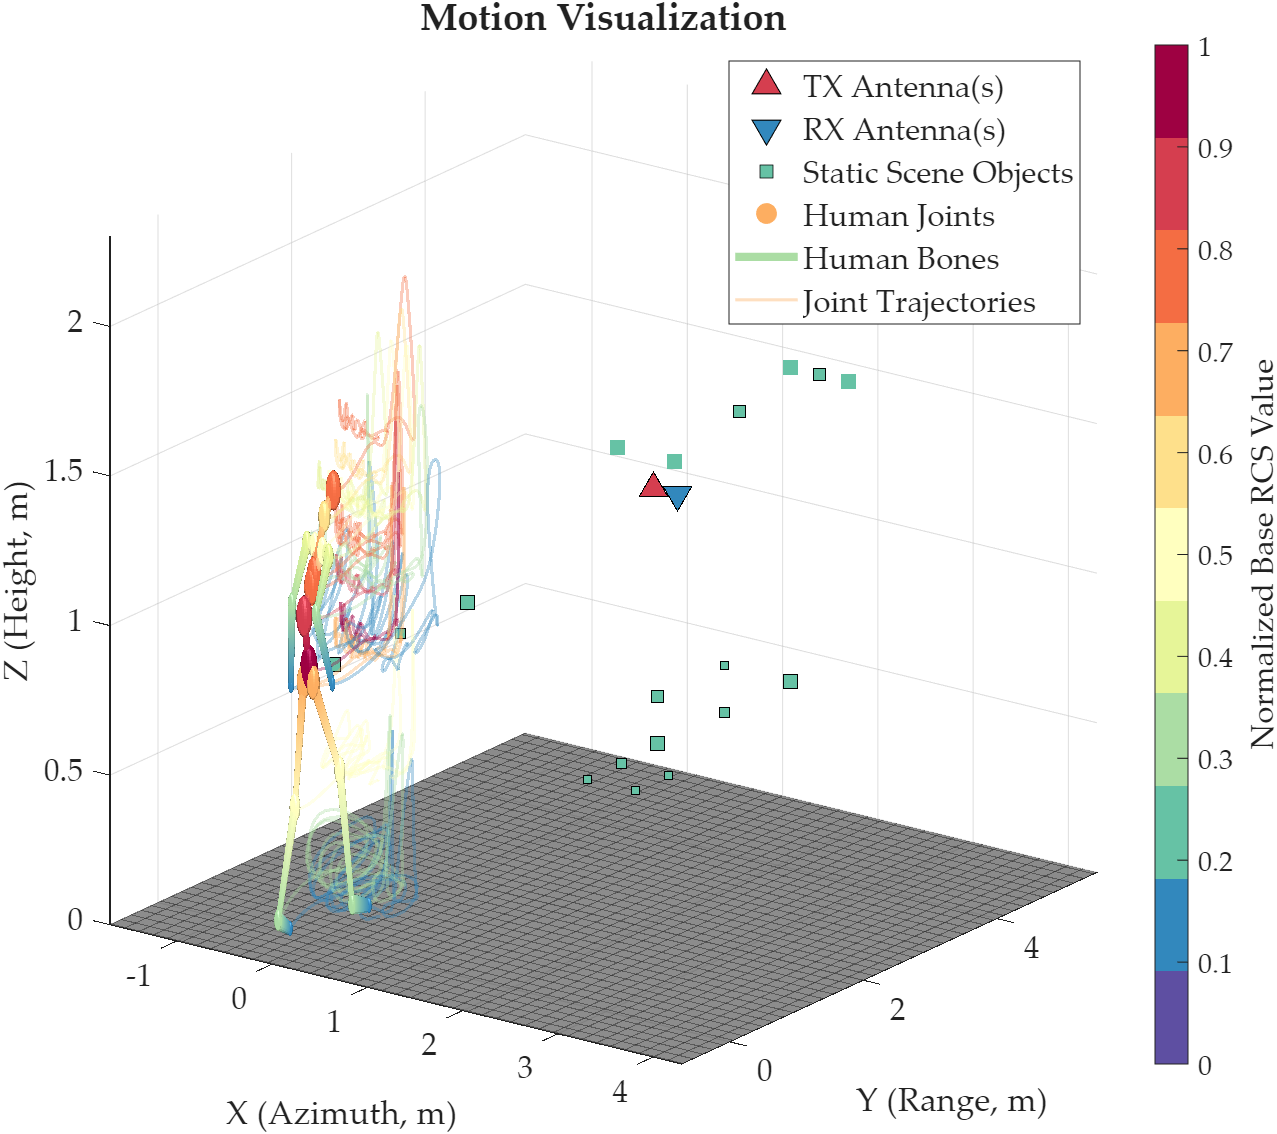 Motion Visualization
TX Antenna(s)
RX Antenna(s)
Static Scene Objects
Human Joints
Human Bones
Joint Trajectories
Z (Height, m)
2
1.5
1
0.5
0
X (Azimuth, m)
-1
0
1
2
3
4
Y (Range, m)
0
2
4
Normalized Base RCS Value
1
0.9
0.8
0.7
0.6
0.5
0.4
0.3
0.2
0.1
0